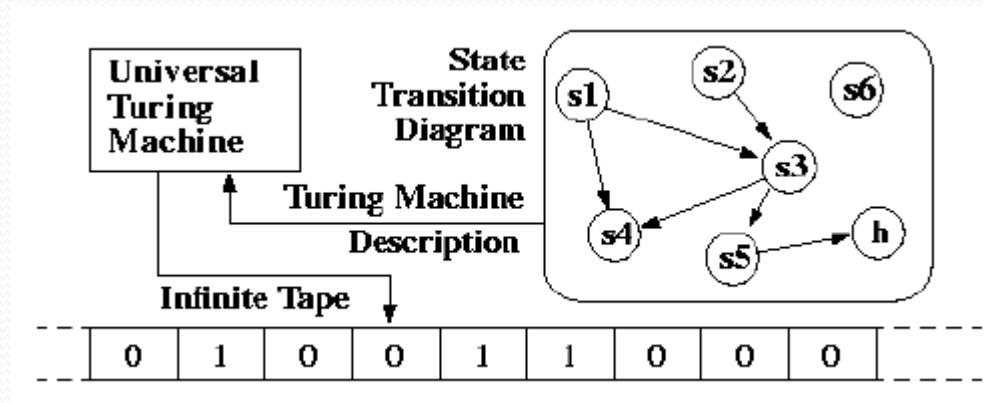 Universal
Turing
Machine
State
Transition
Diagram
s1
s2
s6
s3
s4
s5
h
Turing Machine
Description
Infinite Tape
0 1 0 0 1 1 0 0 0